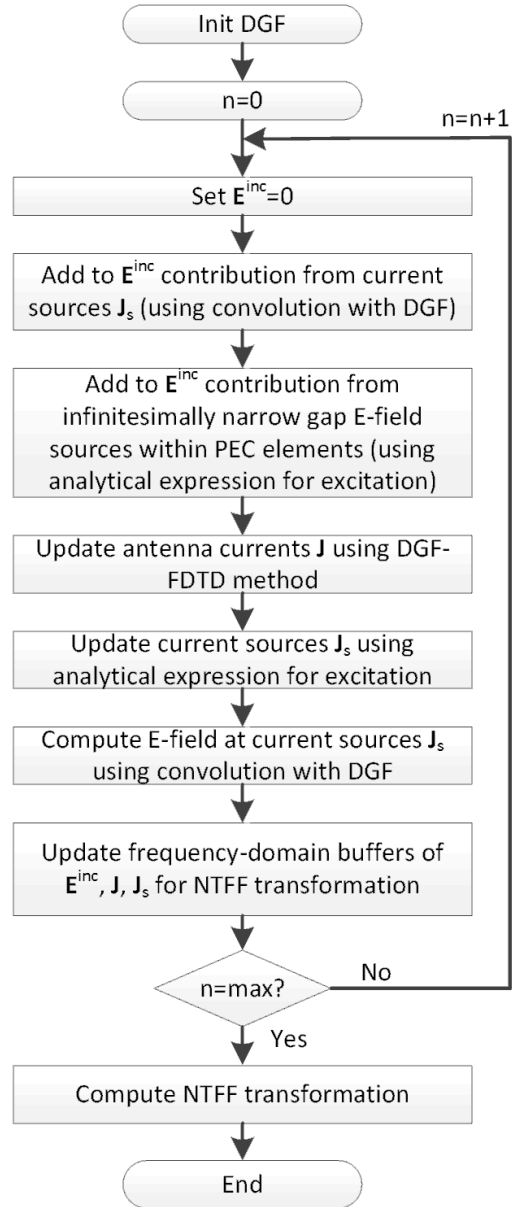 Init DGF
n=0
n=n+1
Set E^inc=0
Add to E^inc contribution from current
sources J_s (using convolution with DGF)
Add to E^inc contribution from
infinitesimally narrow gap E-field
sources within PEC elements (using
analytical expression for excitation)
Update antenna currents J using DGF-
FDTD method
Update current sources J_s using
analytical expression for excitation
Compute E-field at current sources J_s
using convolution with DGF
Update frequency-domain buffers of
E^inc, J, J_s for NTFF transformation
n=max?
No
Yes
Compute NTFF transformation
End